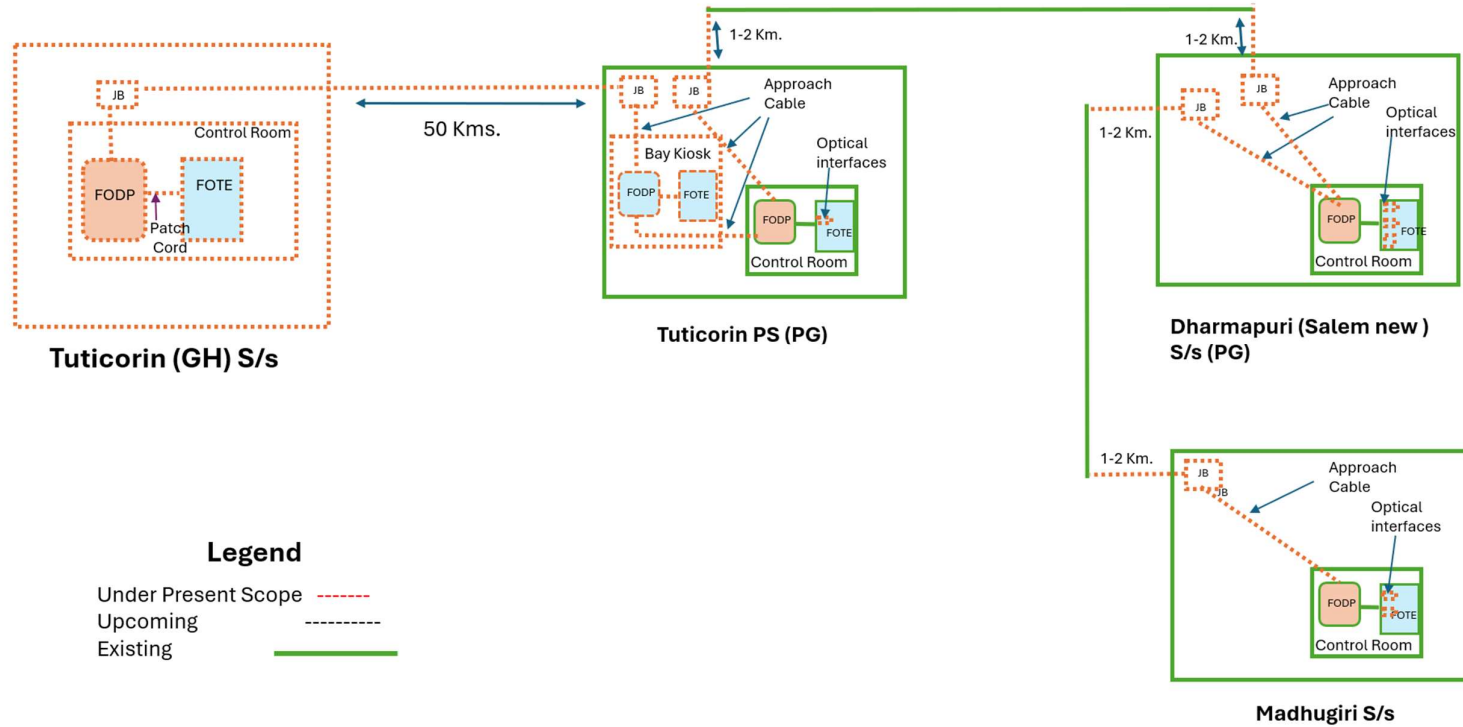 1-2 Km.
1-2 Km.
JB
Control Room
FODP
FOTE
Patch
Cord
Tuticorin (GH) S/s
50 Kms.
JB
JB
Approach
Cable
Bay Kiosk
FODP
FOTE
Optical
interfaces
FODP
FOTE
Control Room
Tuticorin PS (PG)
1-2 Km.
JB
JB
Approach
Cable
Optical
interfaces
FODP
FOTE
Control Room
Dharmapuri (Salem new )
S/s (PG)
1-2 Km.
JB
JB
Approach
Cable
Optical
interfaces
FODP
FOTE
Control Room
Madhugiri S/s
Legend
Under Present Scope
Upcoming
Existing